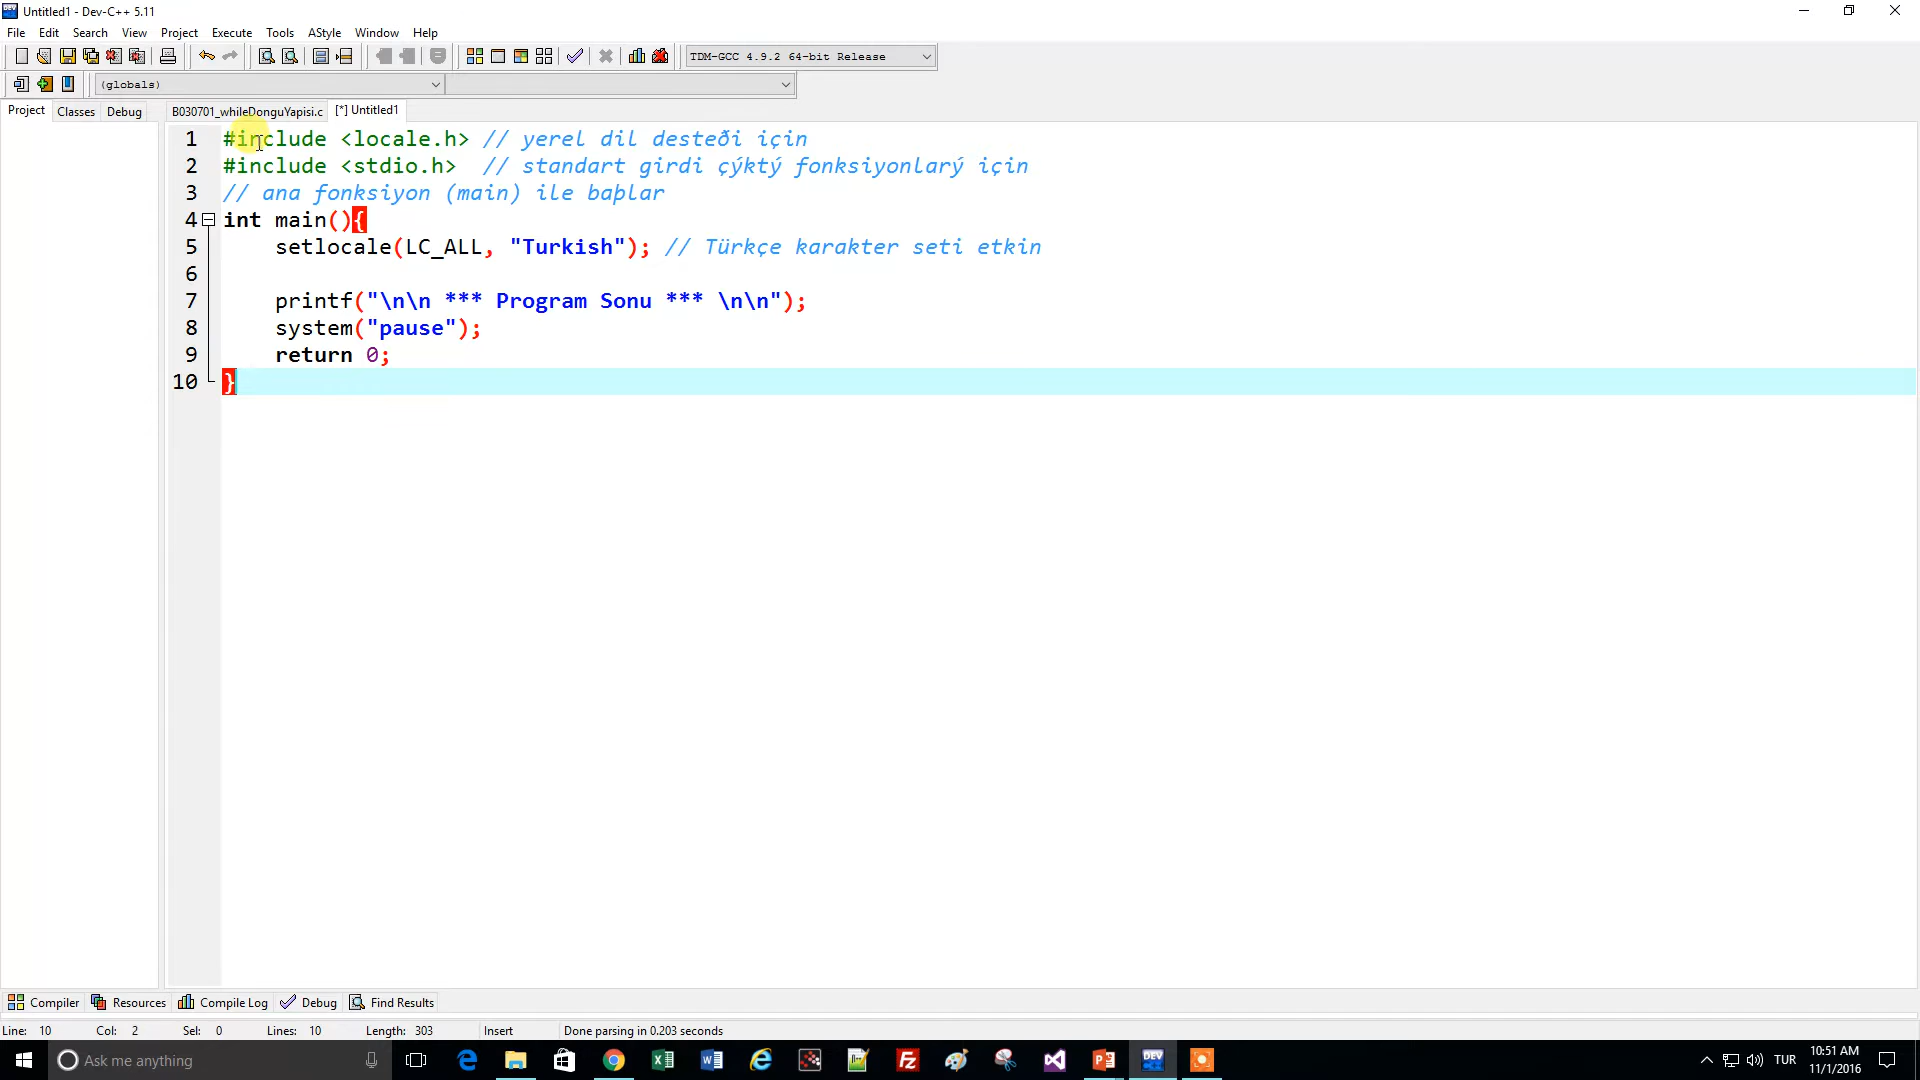 Untitled1 - Dev-C++ 5.11
File Edit Search View Project Execute Tools AStyle Window Help
TDM-GCC 4.9.2 64-bit Release
(globals)
Project Classes Debug B030701_whileDonguYapisi.c [*] Untitled1
1 #include <locale.h> // yerel dil desteði için
2 #include <stdio.h>  // standart girdi çýktý fonksiyonlarý için
3 // ana fonksiyon (main) ile baþlar
4 int main(){
5     setlocale(LC_ALL, "Turkish"); // Türkçe karakter seti etkin
6
7     printf("\n\n *** Program Sonu *** \n\n");
8     system("pause");
9     return 0;
10 }
Compiler Resources Compile Log Debug Find Results
Line: 10 Col: 2 Sel: 0 Lines: 10 Length: 303 Insert Done parsing in 0.203 seconds
Ask me anything TUR 10:51 AM
11/1/2016